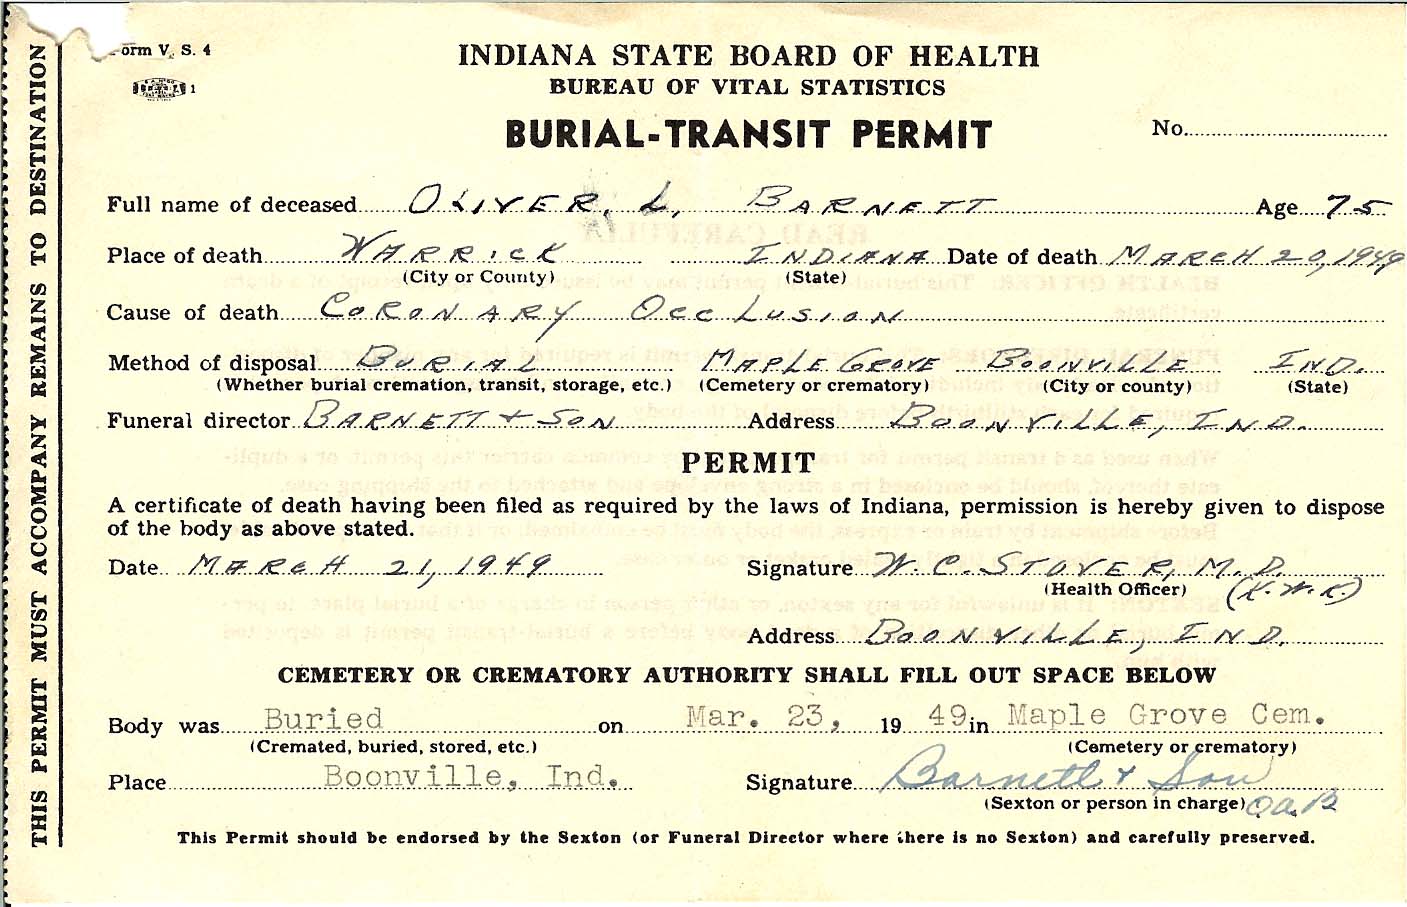 Form V. S. 4
1
INDIANA STATE BOARD OF HEALTH
BUREAU OF VITAL STATISTICS
BURIAL-TRANSIT PERMIT
No.
Full name of deceased OLIVER. L. BARNETT Age 75
Place of death WARRICK INDIANA Date of death MARCH 20, 1949
(City or County) (State)
Cause of death CORONARY OCCLUSION
Method of disposal BURIAL MAPLE GROVE BOONVILLE IND.
(Whether burial cremation, transit, storage, etc.) (Cemetery or crematory) (City or county) (State)
Funeral director BARNETT + SON Address BOONVILLE, IND.
PERMIT
A certificate of death having been filed as required by the laws of Indiana, permission is hereby given to dispose
of the body as above stated.
Date MARCH 21, 1949 Signature W. C. STOVER, M. D.
(Health Officer) (K. W. K.)
Address BOONVILLE, IND.
CEMETERY OR CREMATORY AUTHORITY SHALL FILL OUT SPACE BELOW
Body was Buried on Mar. 23, 19 49 in Maple Grove Cem.
(Cremated, buried, stored, etc.) (Cemetery or crematory)
Place Boonville, Ind. Signature Barnett + Son
(Sexton or person in charge) O.a.B
This Permit should be endorsed by the Sexton (or Funeral Director where there is no Sexton) and carefully preserved.
THIS PERMIT MUST ACCOMPANY REMAINS TO DESTINATION